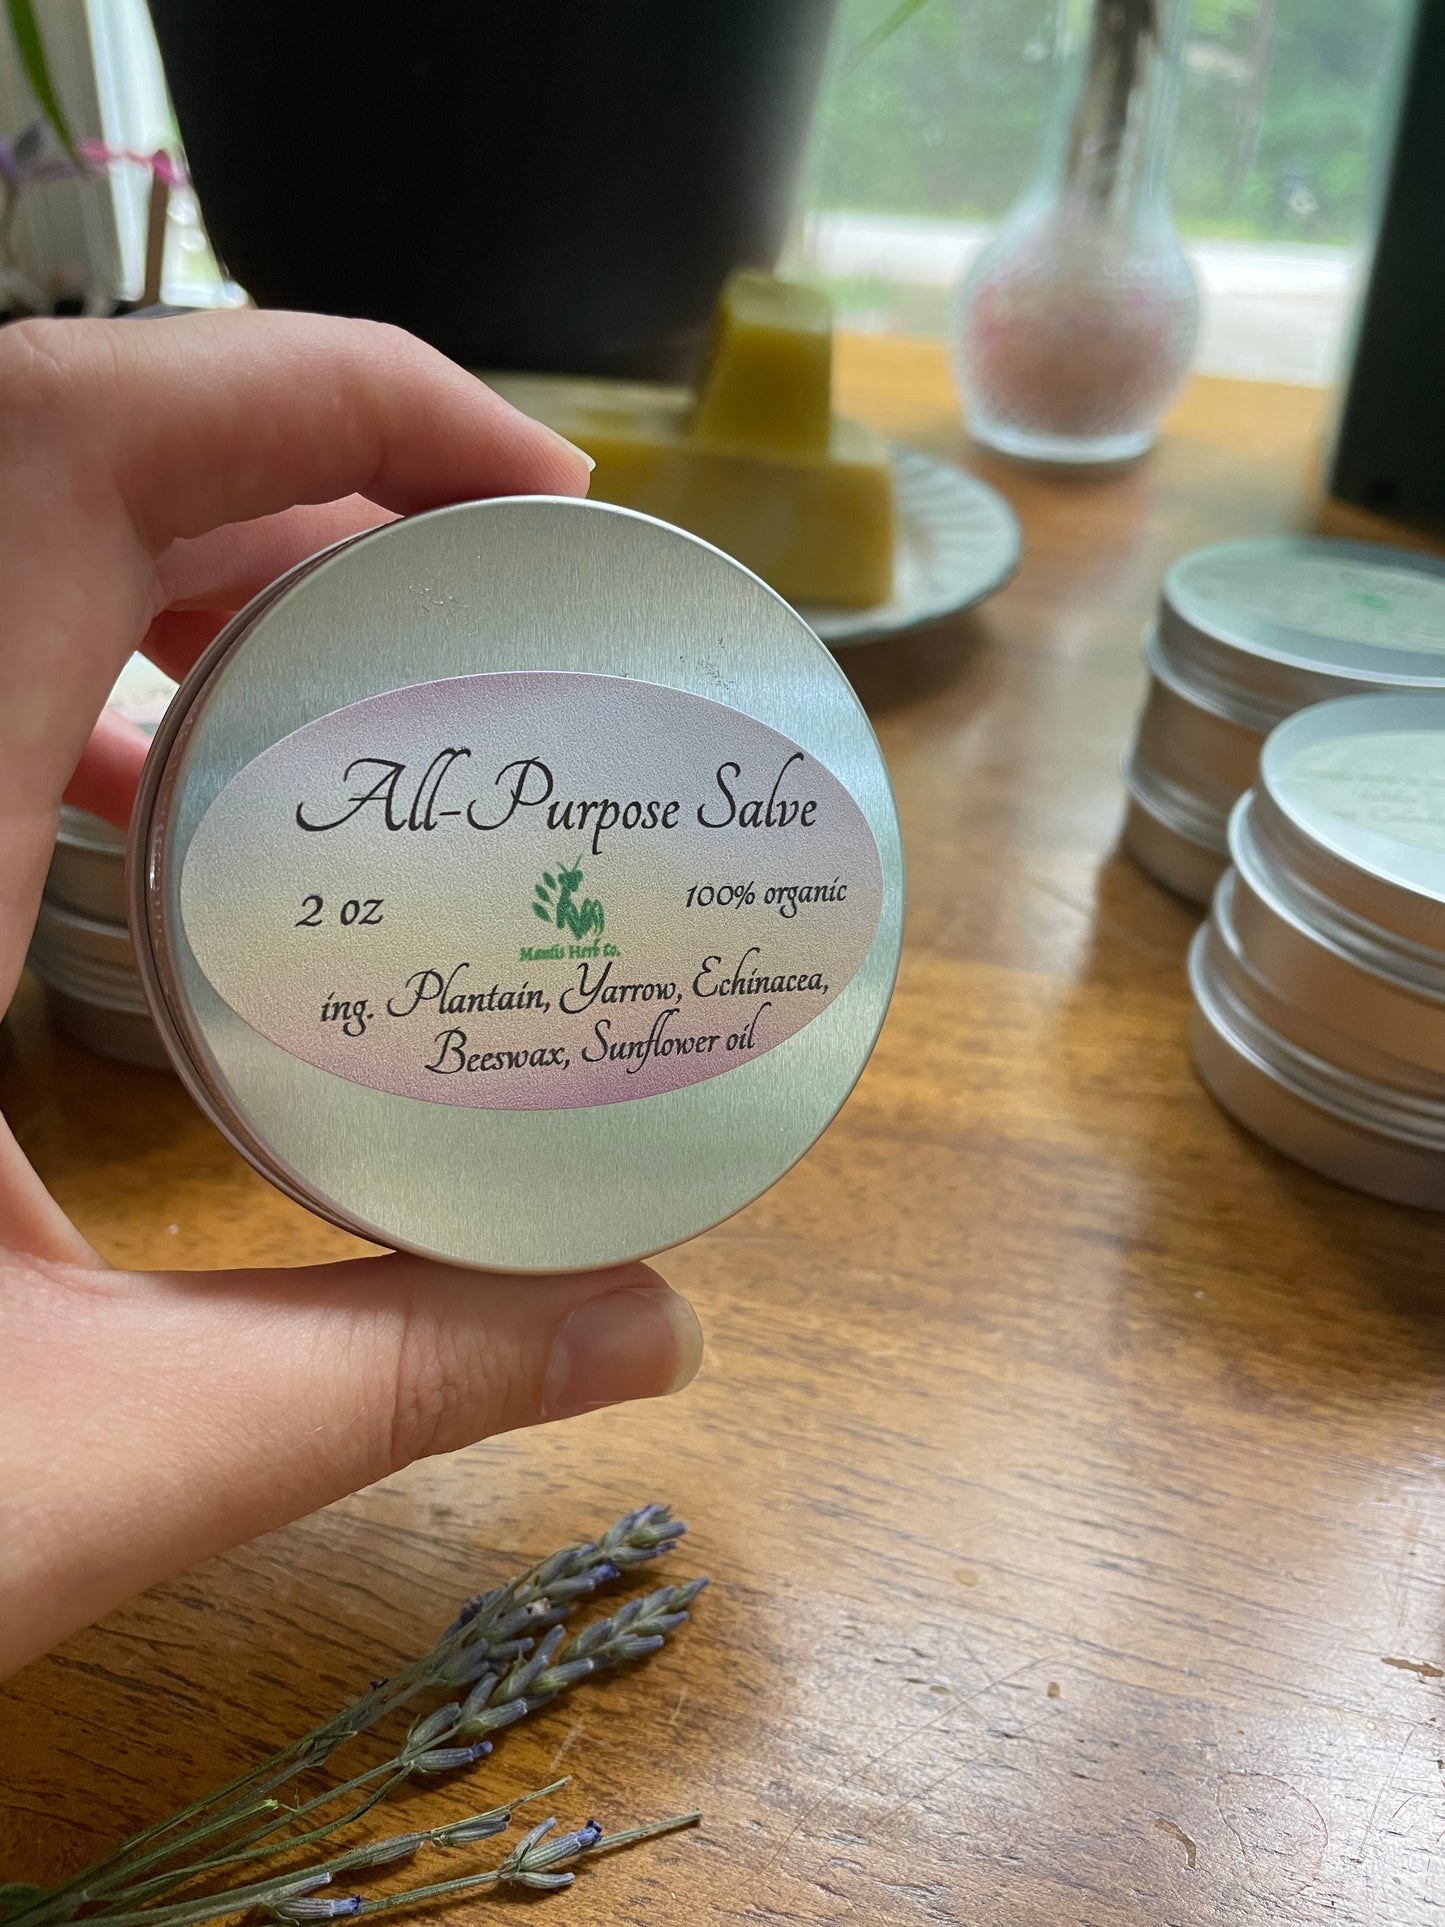 All-Purpose Salve
2 oz
100% organic
Mantis Herb Co.
ing. Plantain, Yarrow, Echinacea,
Beeswax, Sunflower oil